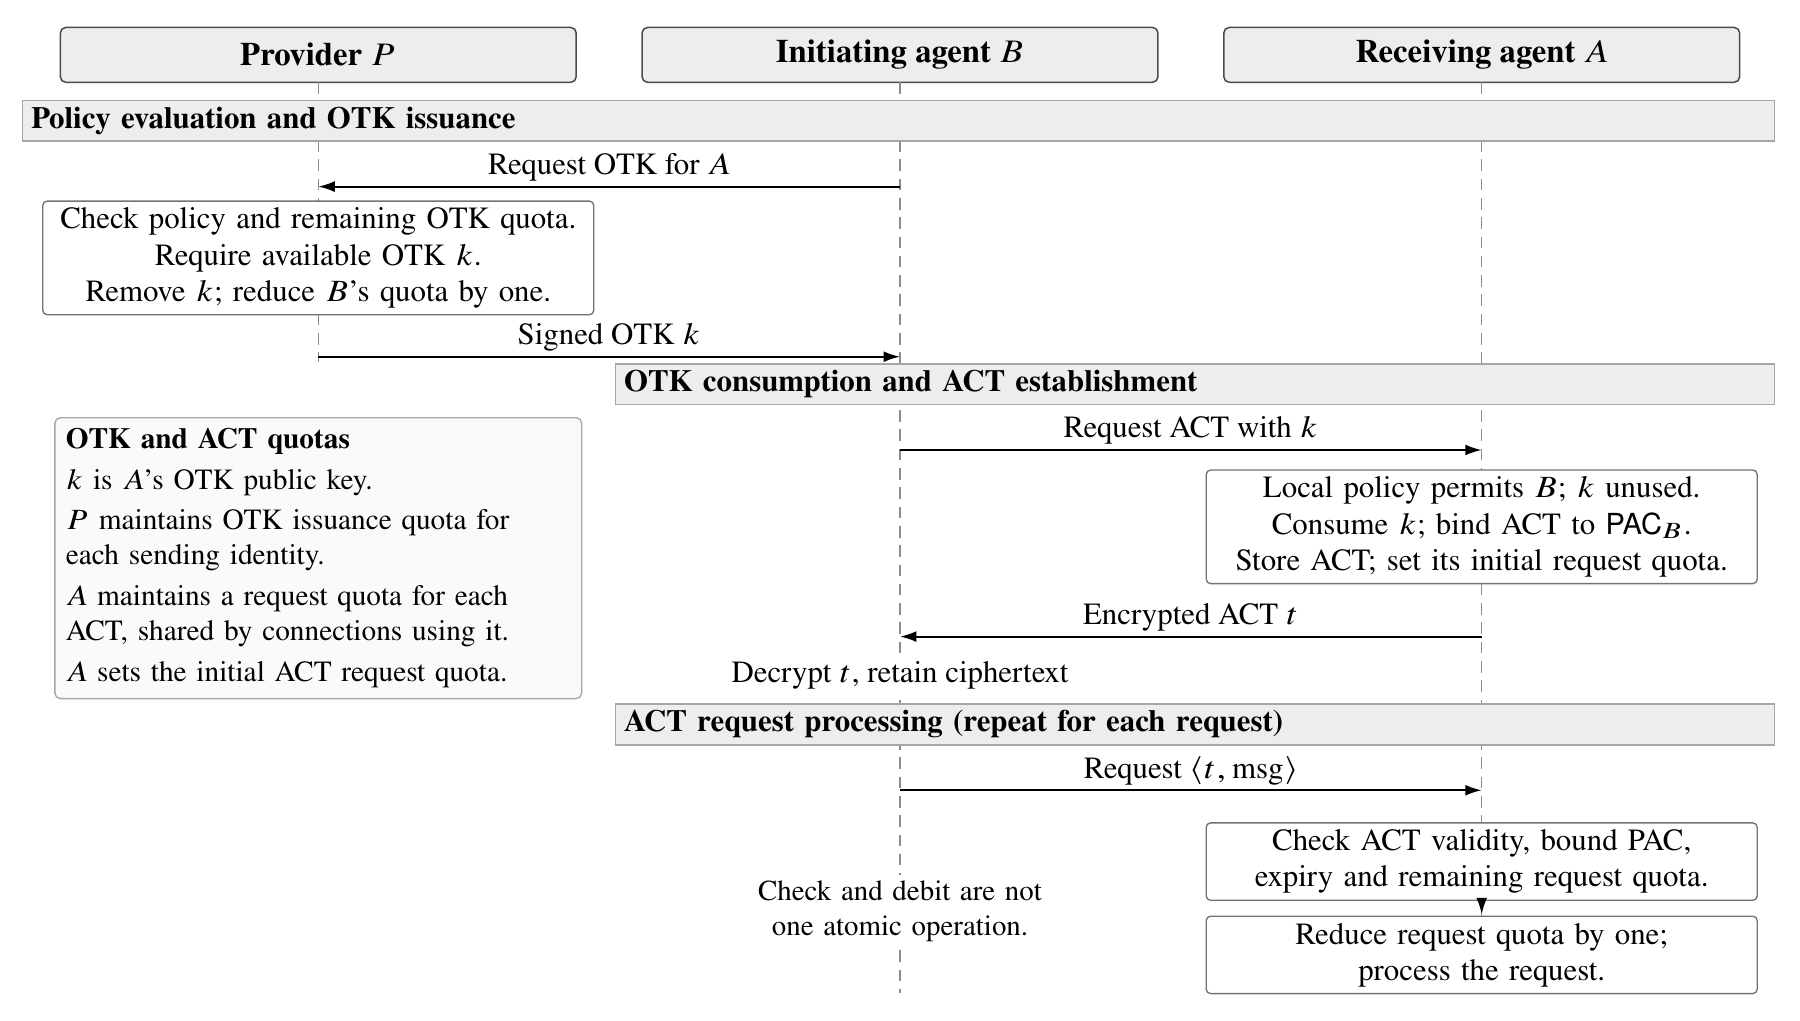 Provider P
Initiating agent B
Receiving agent A
Policy evaluation and OTK issuance
Request OTK for A
Check policy and remaining OTK quota.
Require available OTK k.
Remove k; reduce B’s quota by one.
Signed OTK k
OTK consumption and ACT establishment
Request ACT with k
OTK and ACT quotas
k is A’s OTK public key.
P maintains OTK issuance quota for
each sending identity.
A maintains a request quota for each
ACT, shared by connections using it.
A sets the initial ACT request quota.
Local policy permits B; k unused.
Consume k; bind ACT to PAC_B.
Store ACT; set its initial request quota.
Encrypted ACT t
Decrypt t, retain ciphertext
ACT request processing (repeat for each request)
Request ⟨t, msg⟩
Check ACT validity, bound PAC,
expiry and remaining request quota.
Check and debit are not
one atomic operation.
Reduce request quota by one;
process the request.